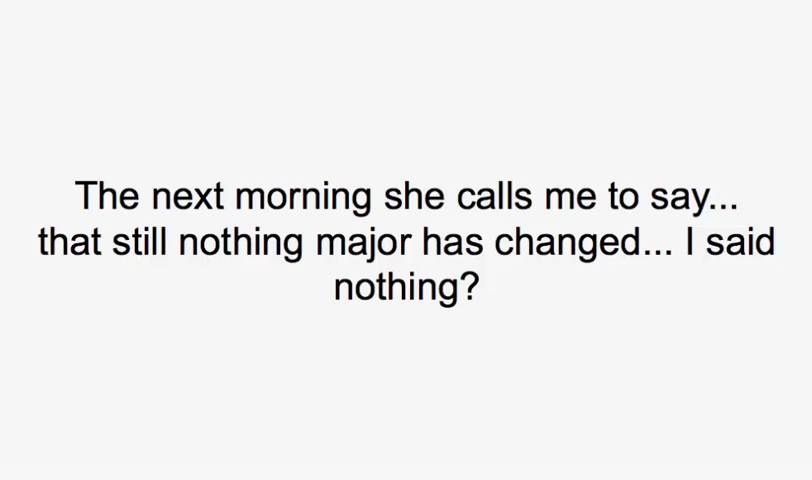 The next morning she calls me to say...
that still nothing major has changed... I said
nothing?